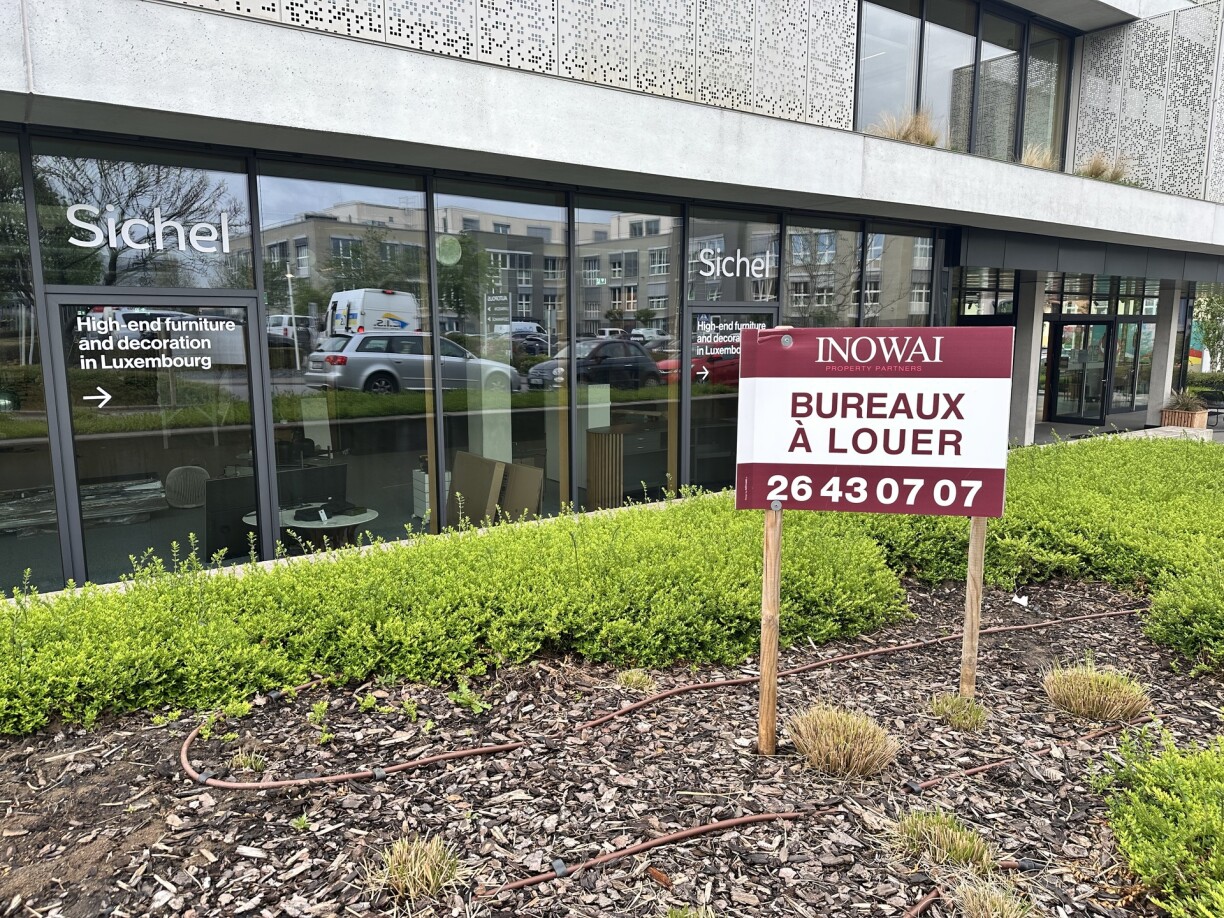 Sichel
High-end furniture
and decoration
in Luxembourg
→
Sichel
High-end furniture
and decoration
in Luxembourg
→
INOWAI
PROPERTY PARTNERS
BUREAUX
À LOUER
26 43 07 07